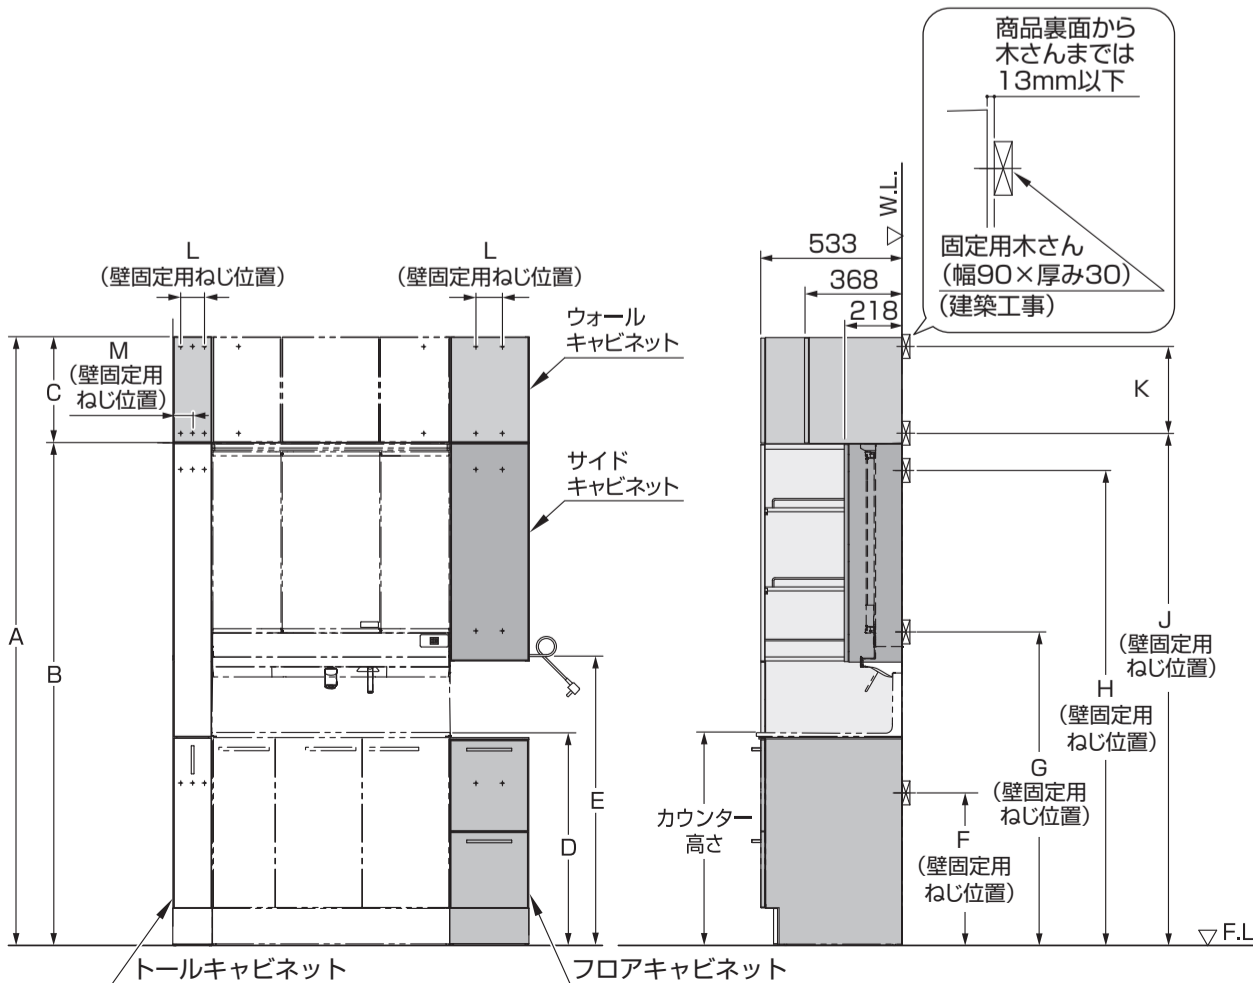 商品裏面から
木さんまでは
13mm以下
固定用木さん
(幅90×厚み30)
(建築工事)
W.L.
533
368
218
L
(壁固定用ねじ位置)
L
(壁固定用ねじ位置)
M
(壁固定用
ねじ位置)
C
A
B
ウォール
キャビネット
サイド
キャビネット
E
D
トールキャビネット
フロアキャビネット
カウンター
高さ
K
J
(壁固定用
ねじ位置)
H
(壁固定用
ねじ位置)
G
(壁固定用
ねじ位置)
F
(壁固定用
ねじ位置)
F.L